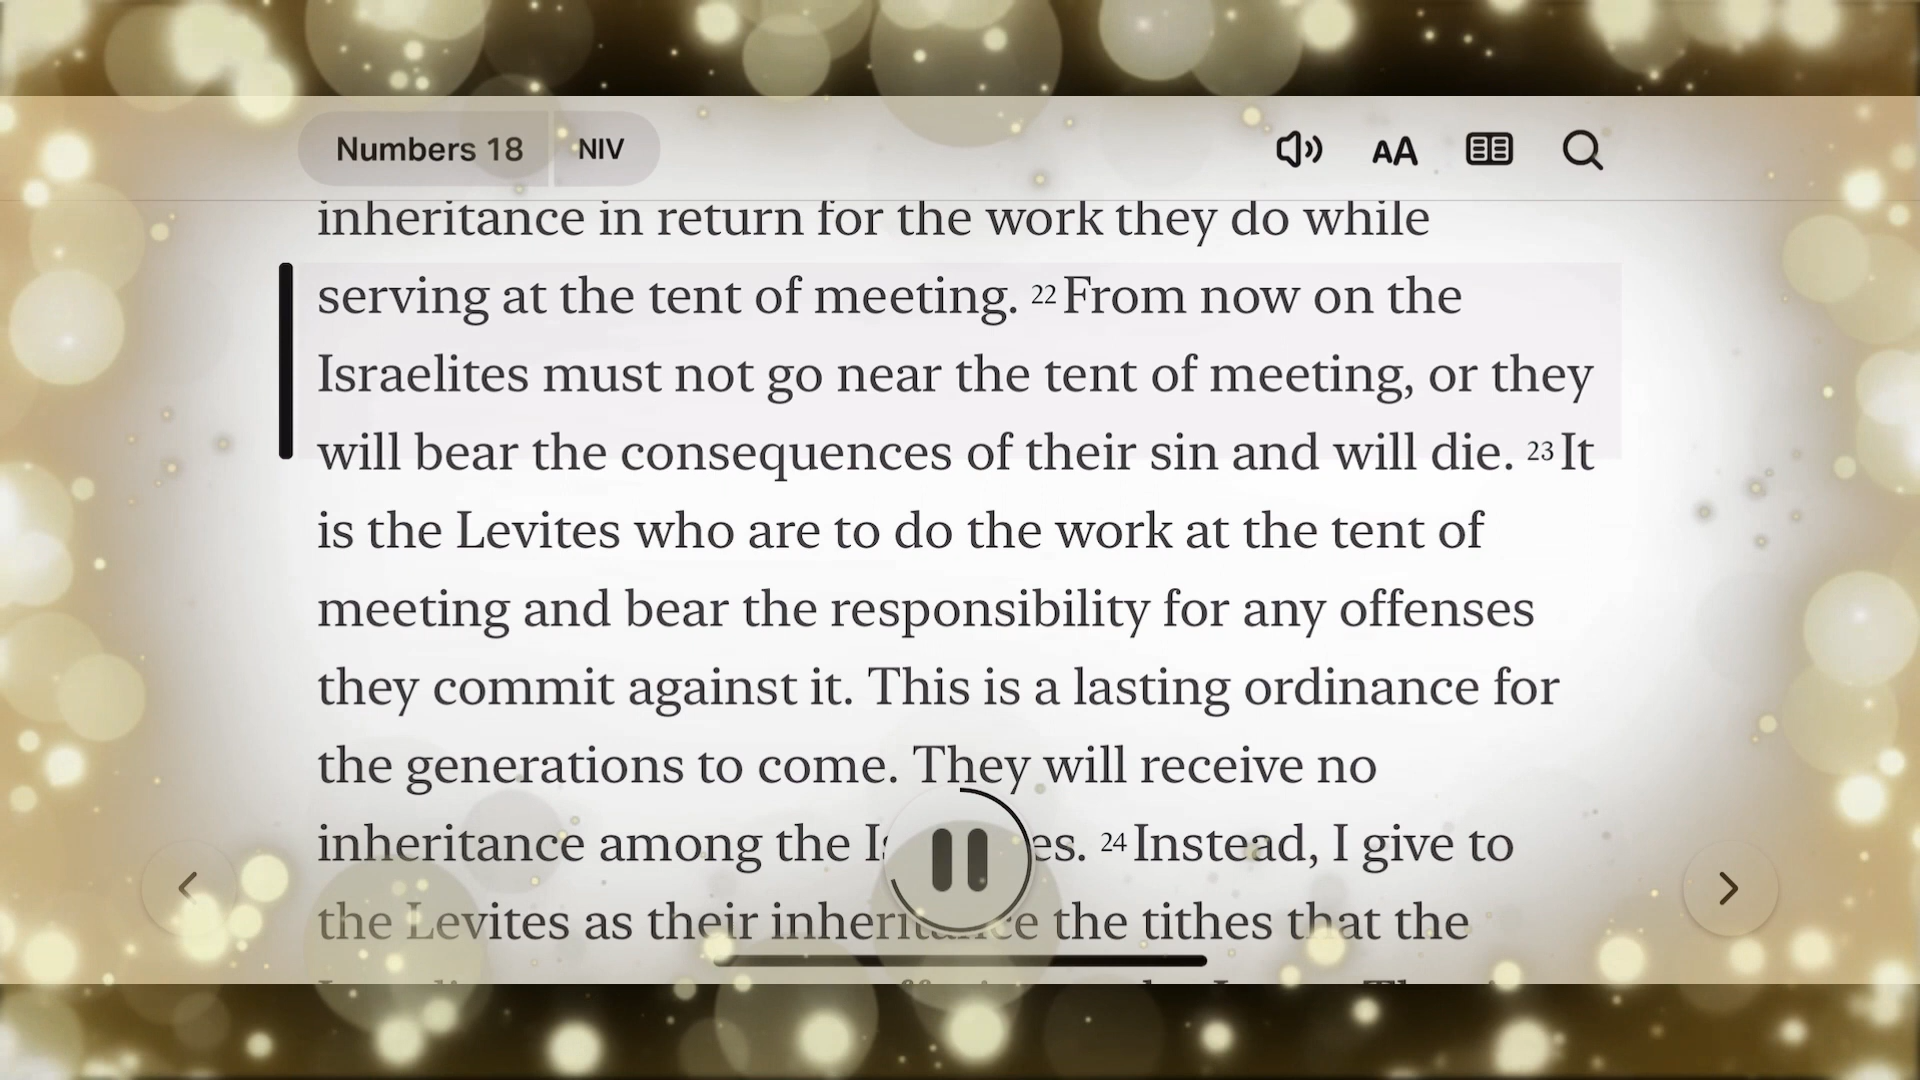 Numbers 18 NIV AA
inheritance in return for the work they do while
serving at the tent of meeting. 22 From now on the
Israelites must not go near the tent of meeting, or they
will bear the consequences of their sin and will die. 23 It
is the Levites who are to do the work at the tent of
meeting and bear the responsibility for any offenses
they commit against it. This is a lasting ordinance for
the generations to come. They will receive no
inheritance among the es. 24 Instead, I give to
the Levites as their inheritance the tithes that the